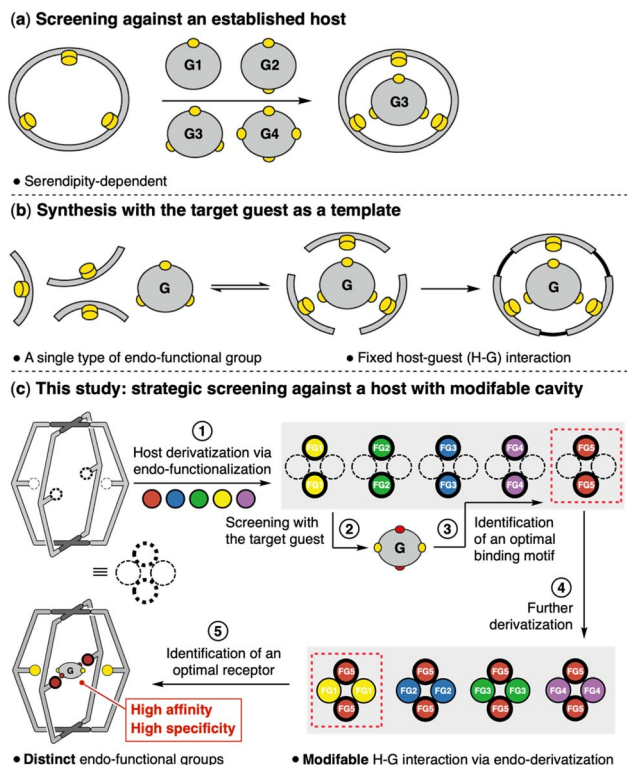 (a) Screening against an established host
G1
G2
G3
G4
G3
● Serendipity-dependent
(b) Synthesis with the target guest as a template
G
G
G
● A single type of endo-functional group
● Fixed host-guest (H-G) interaction
(c) This study: strategic screening against a host with modifable cavity
1
Host derivatization via
endo-functionalization
FG1 FG2 FG3 FG4 FG5
FG1 FG2 FG3 FG4 FG5
Screening with
the target guest
2
G
3
Identification
of an optimal
binding motif
≡
4
Further
derivatization
5
Identification of an
optimal receptor
G
High affinity
High specificity
FG5 FG5 FG5 FG5
FG1 FG1 FG2 FG2 FG3 FG3 FG4 FG4
FG5 FG5 FG5 FG5
● Distinct endo-functional groups
● Modifable H-G interaction via endo-derivatization